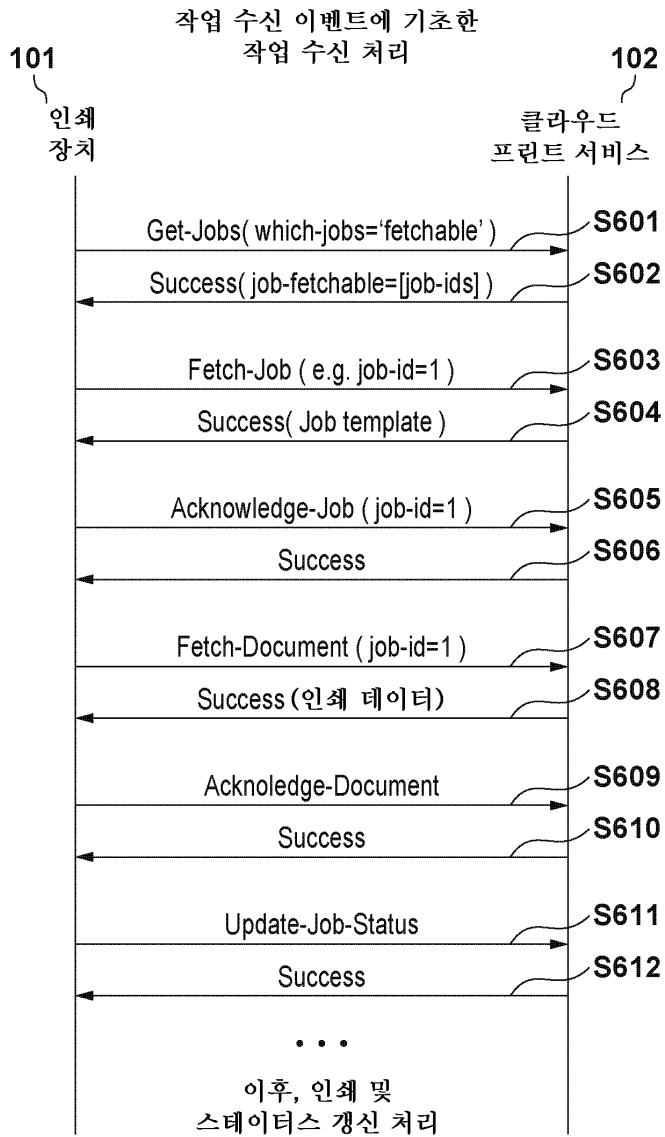 작업 수신 이벤트에 기초한
작업 수신 처리
101
102
인쇄
장치
클라우드
프린트 서비스
Get-Jobs( which-jobs=‘fetchable’ )
S601
Success( job-fetchable=[job-ids] )
S602
Fetch-Job ( e.g. job-id=1 )
S603
Success( Job template )
S604
Acknowledge-Job ( job-id=1 )
S605
Success
S606
Fetch-Document ( job-id=1 )
S607
Success (인쇄 데이터)
S608
Acknoledge-Document
S609
Success
S610
Update-Job-Status
S611
Success
S612
• • •
이후, 인쇄 및
스테이터스 갱신 처리